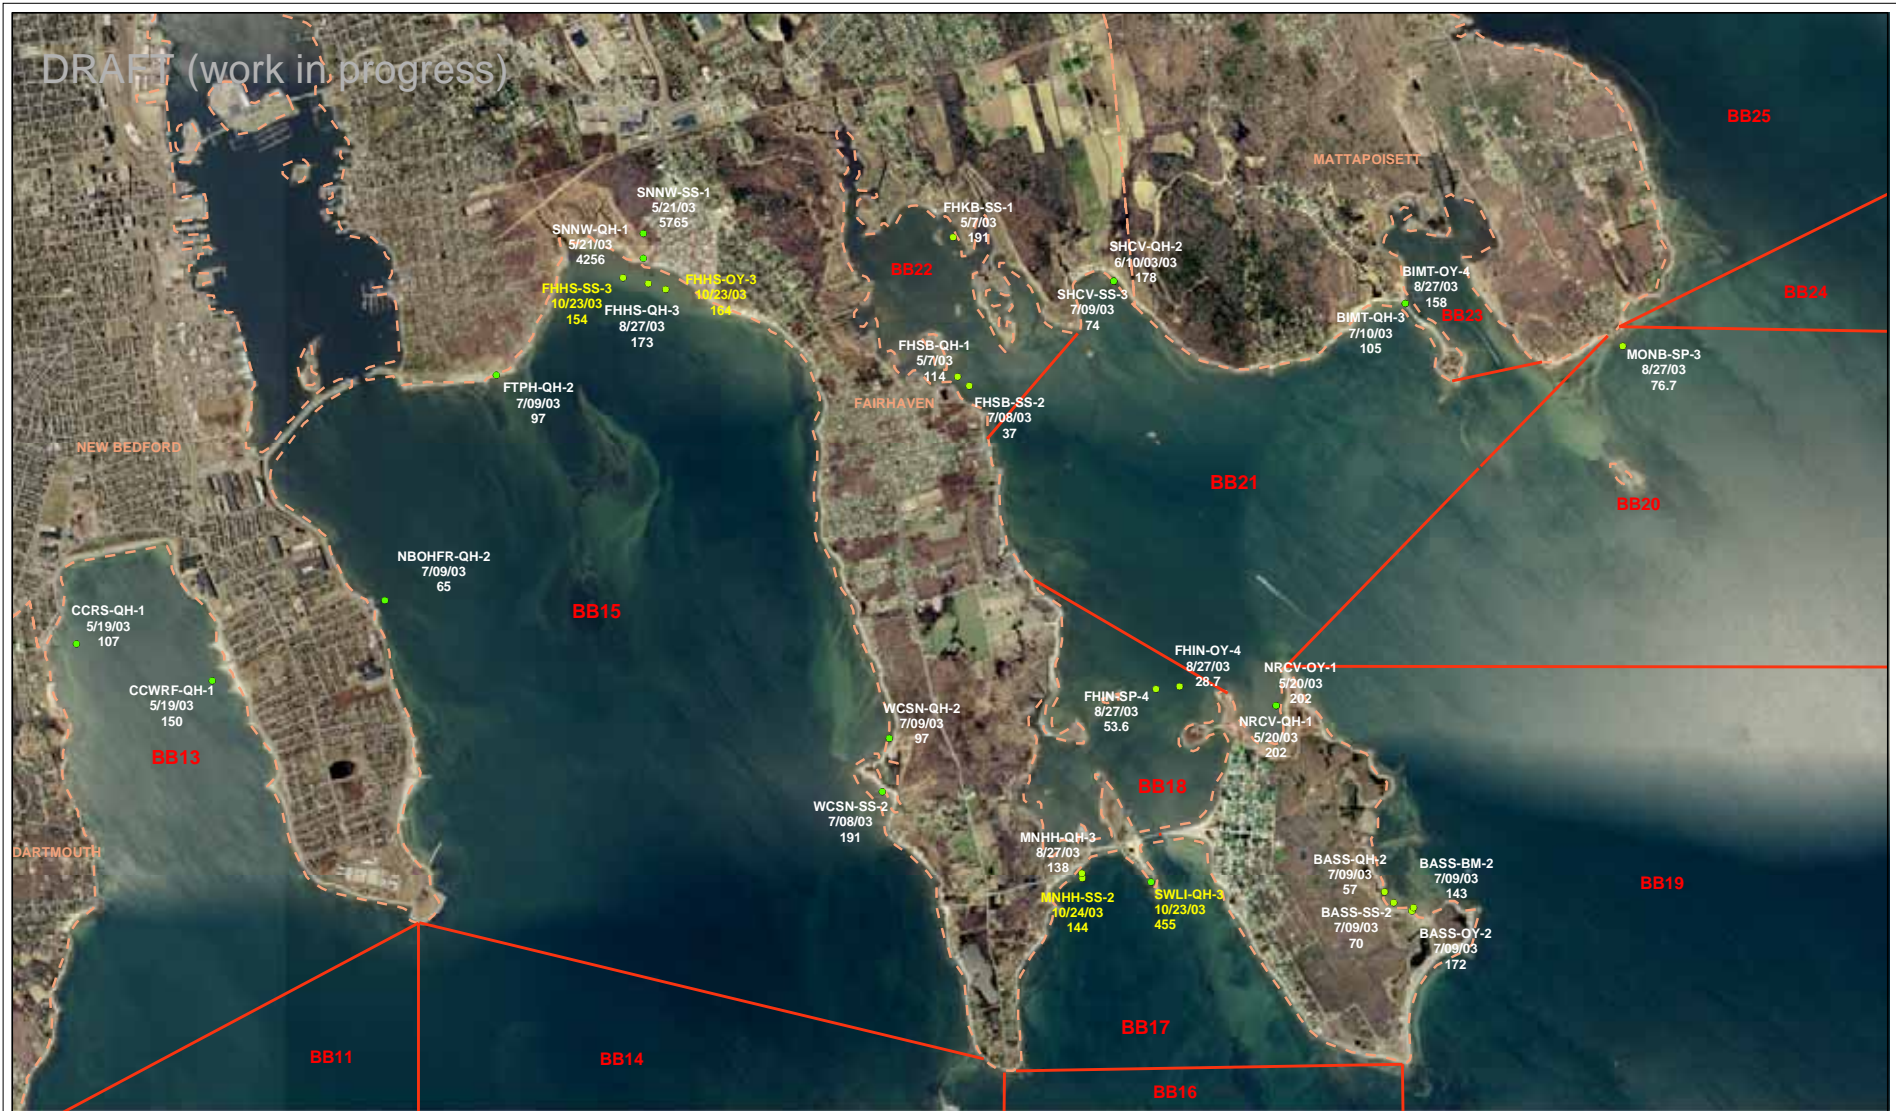 DRAFT (work in progress)
BB25
MATTAPOISETT
SNNW-SS-1
5/21/03
5765
SNNW-QH-1
5/21/03
4256
FHKB-SS-1
5/7/03
191
SHCV-QH-2
6/10/03/03
178
BB22
BIMT-OY-4
8/27/03
158
BB24
FHHS-SS-3
10/23/03
154
FHHS-OY-3
10/23/03
164
FHHS-QH-3
8/27/03
173
SHCV-SS-3
7/09/03
74
BIMT-QH-3
7/10/03
105
BB23
MONB-SP-3
8/27/03
76.7
FHSB-QH-1
5/7/03
114
FTPH-QH-2
7/09/03
97
FAIRHAVEN
FHSB-SS-2
7/08/03
37
NEW BEDFORD
BB21
BB20
NBOHFR-QH-2
7/09/03
65
BB15
CCRS-QH-1
5/19/03
107
FHIN-OY-4
8/27/03
28.7
NRCV-OY-1
5/20/03
202
CCWRF-QH-1
5/19/03
150
FHIN-SP-4
8/27/03
53.6
WCSN-QH-2
7/09/03
97
NRCV-QH-1
5/20/03
202
BB13
BB18
WCSN-SS-2
7/08/03
191
DARTMOUTH
MNHH-QH-3
8/27/03
138
BASS-QH-2
7/09/03
57
BASS-BM-2
7/09/03
143
BB19
MNHH-SS-2
10/24/03
144
SWLI-QH-3
10/23/03
455
BASS-SS-2
7/09/03
70
BASS-OY-2
7/09/03
172
BB17
BB11
BB14
BB16